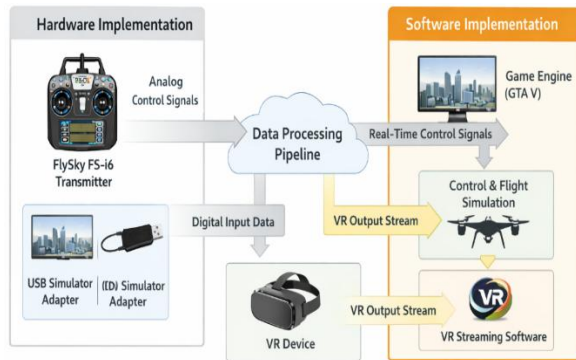 Hardware Implementation
Software Implementation
Analog
Control Signals
FlySky FS-i6
Transmitter
Data Processing
Pipeline
Game Engine
(GTA V)
Real-Time Control Signals
Control & Flight
Simulation
Digital Input Data
VR Output Stream
USB Simulator
Adapter
((D) Simulator
Adapter
VR Device
VR Output Stream
VR
VR Streaming Software